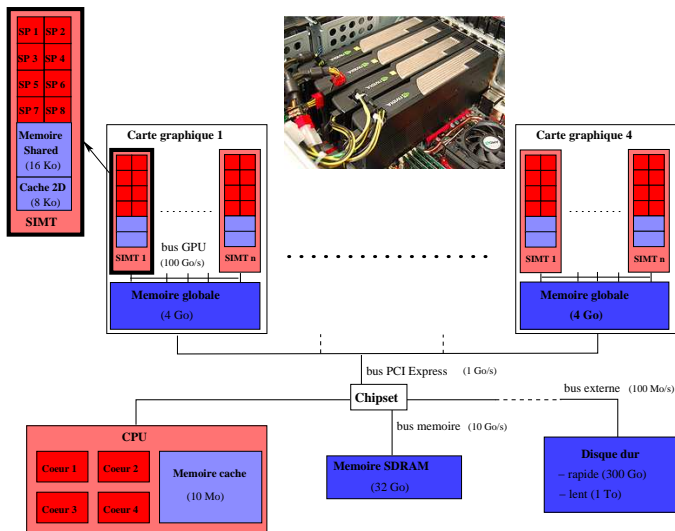 SP 1 SP 2
SP 3 SP 4
SP 5 SP 6
SP 7 SP 8
Memoire
Shared
(16 Ko)
Cache 2D
(8 Ko)
SIMT
Carte graphique 1
SIMT 1
SIMT n
bus GPU
(100 Go/s)
Memoire globale
(4 Go)
NVIDIA
NVIDIA
NVIDIA
NVIDIA
Carte graphique 4
SIMT 1
SIMT n
Memoire globale
(4 Go)
bus PCI Express (1 Go/s)
Chipset
bus externe (100 Mo/s)
bus memoire (10 Go/s)
CPU
Coeur 1 Coeur 2
Coeur 3 Coeur 4
Memoire cache
(10 Mo)
Memoire SDRAM
(32 Go)
Disque dur
– rapide (300 Go)
– lent (1 To)